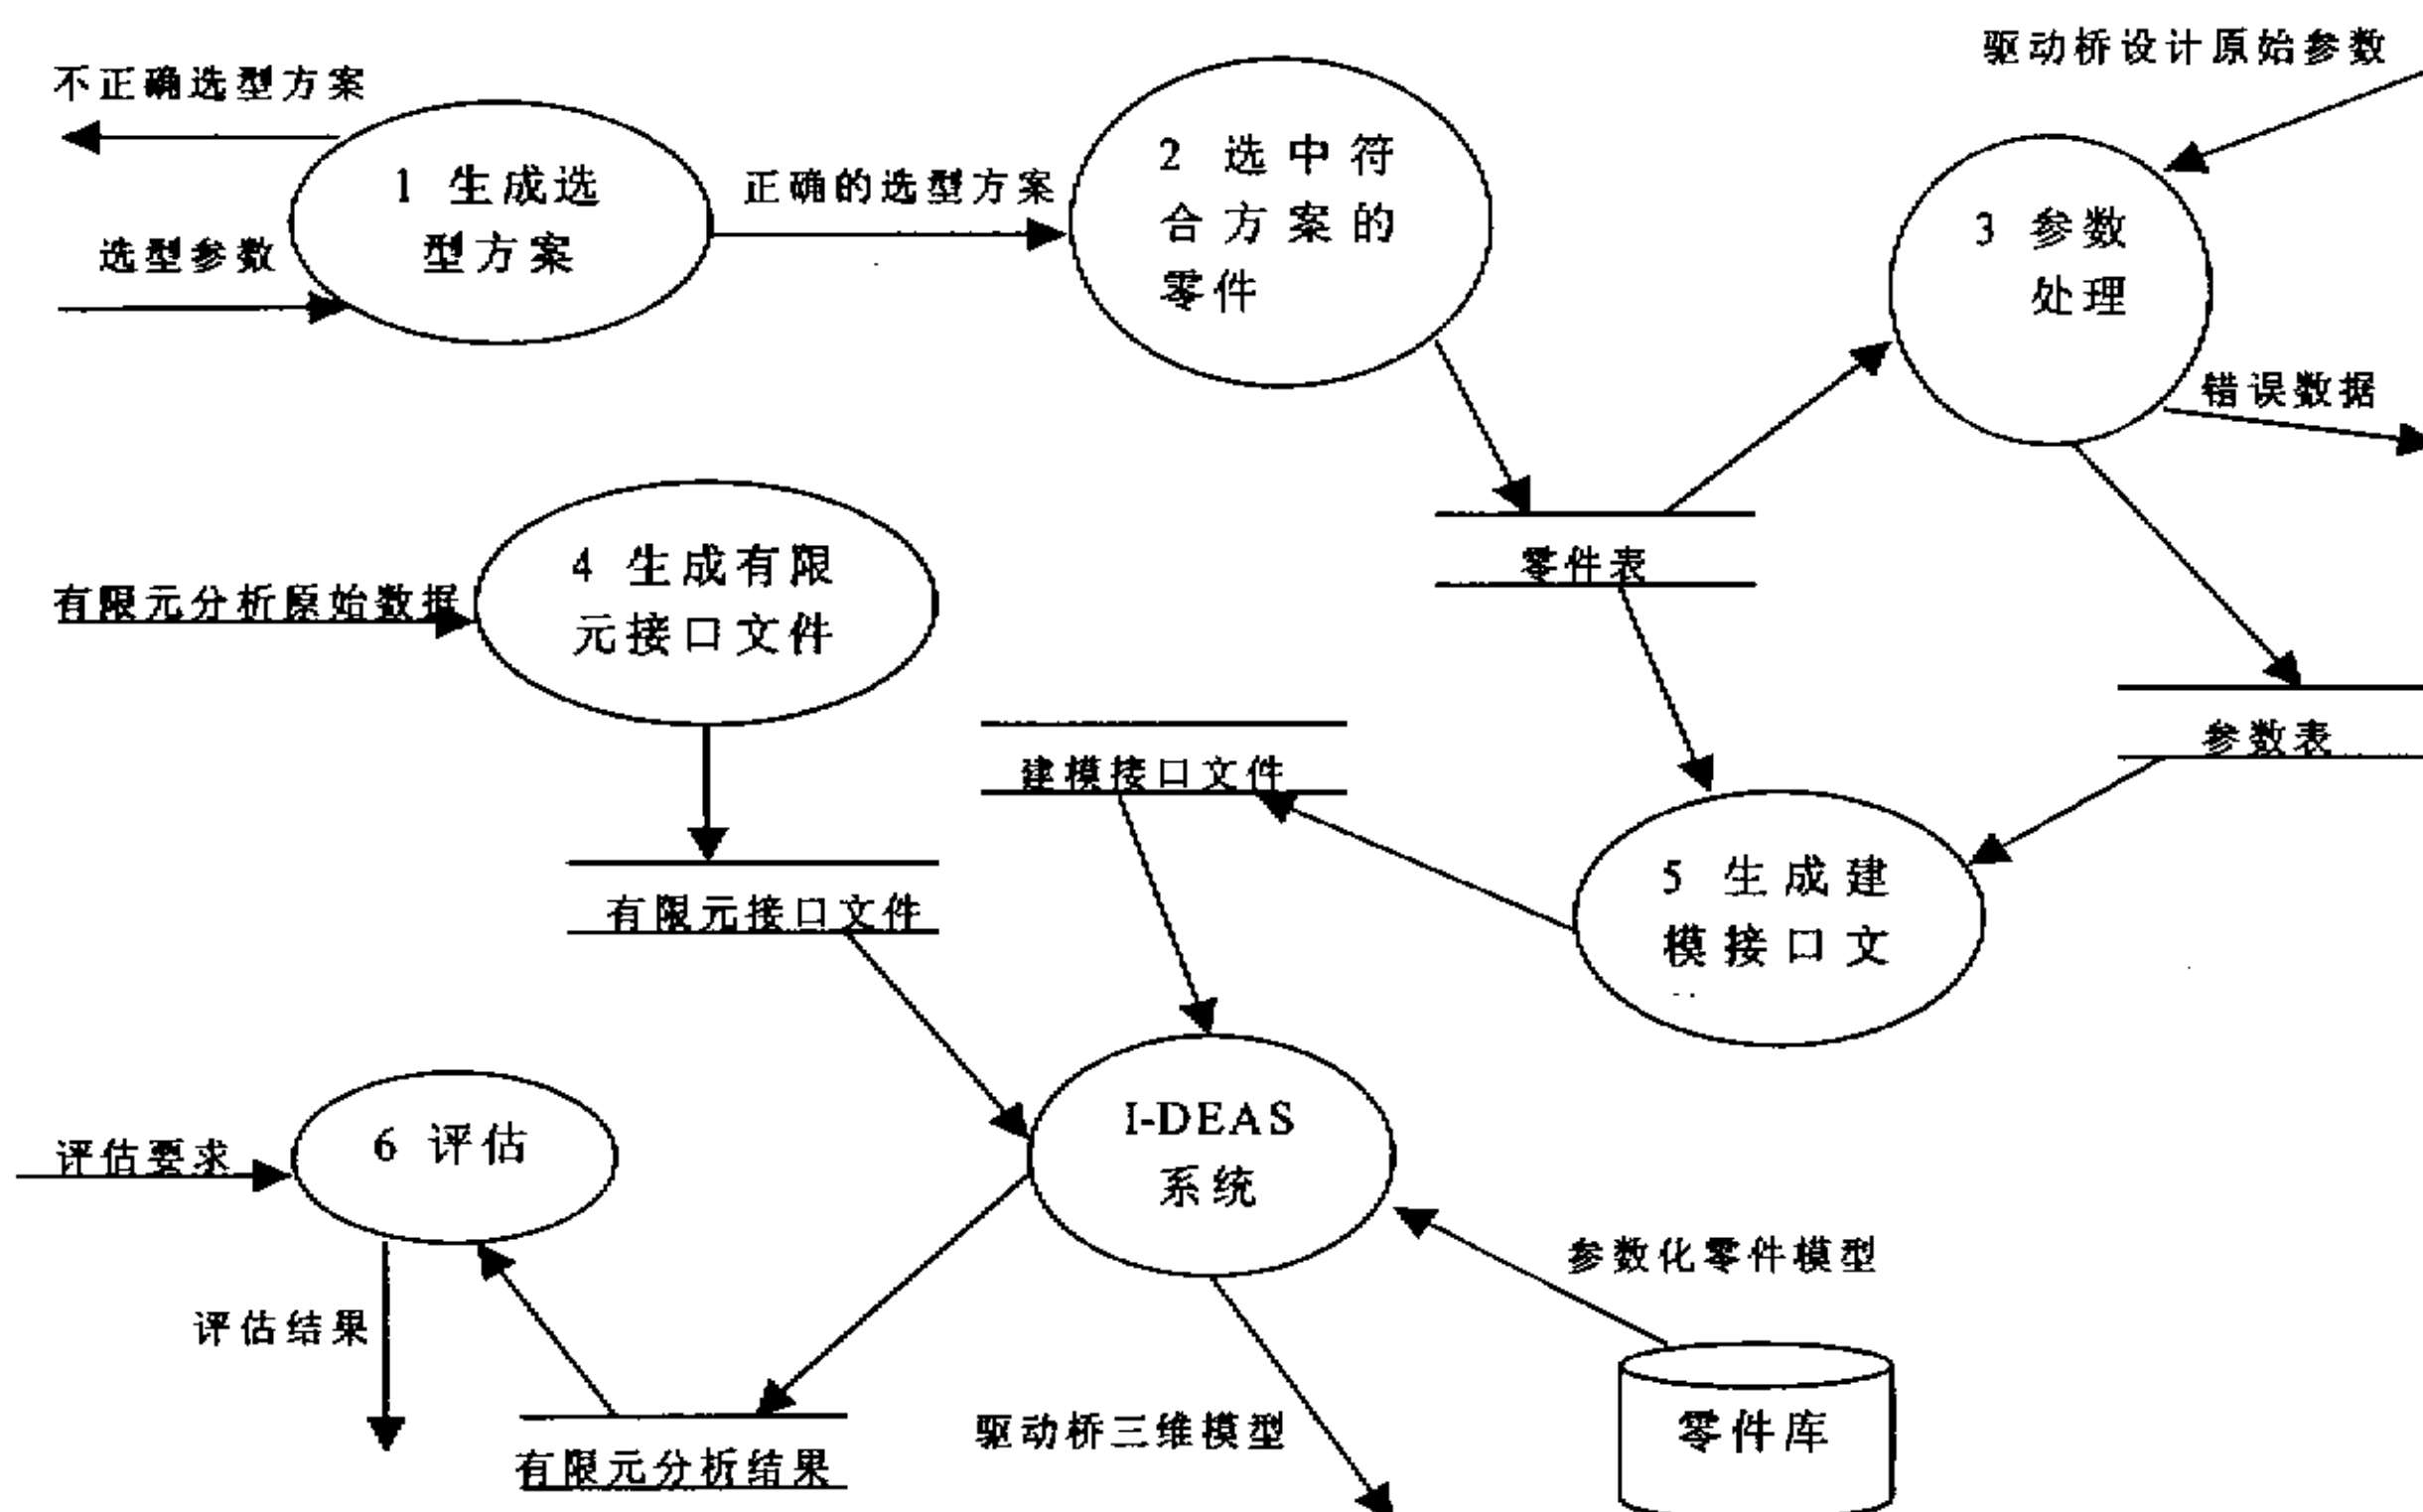 驱动桥设计原始参数
不正确选型方案
1 生成选
型方案
正确的选型方案
选型参数
2 选中符
合方案的
零件
3 参数
处理
错误数据
零件表
4 生成有限
元接口文件
有限元分析原始数据
参数表
建模接口文件
5 生成建
模接口文
有限元接口文件
I-DEAS
系统
6 评估
评估要求
参数化零件模型
评估结果
驱动桥三维模型
零件库
有限元分析结果